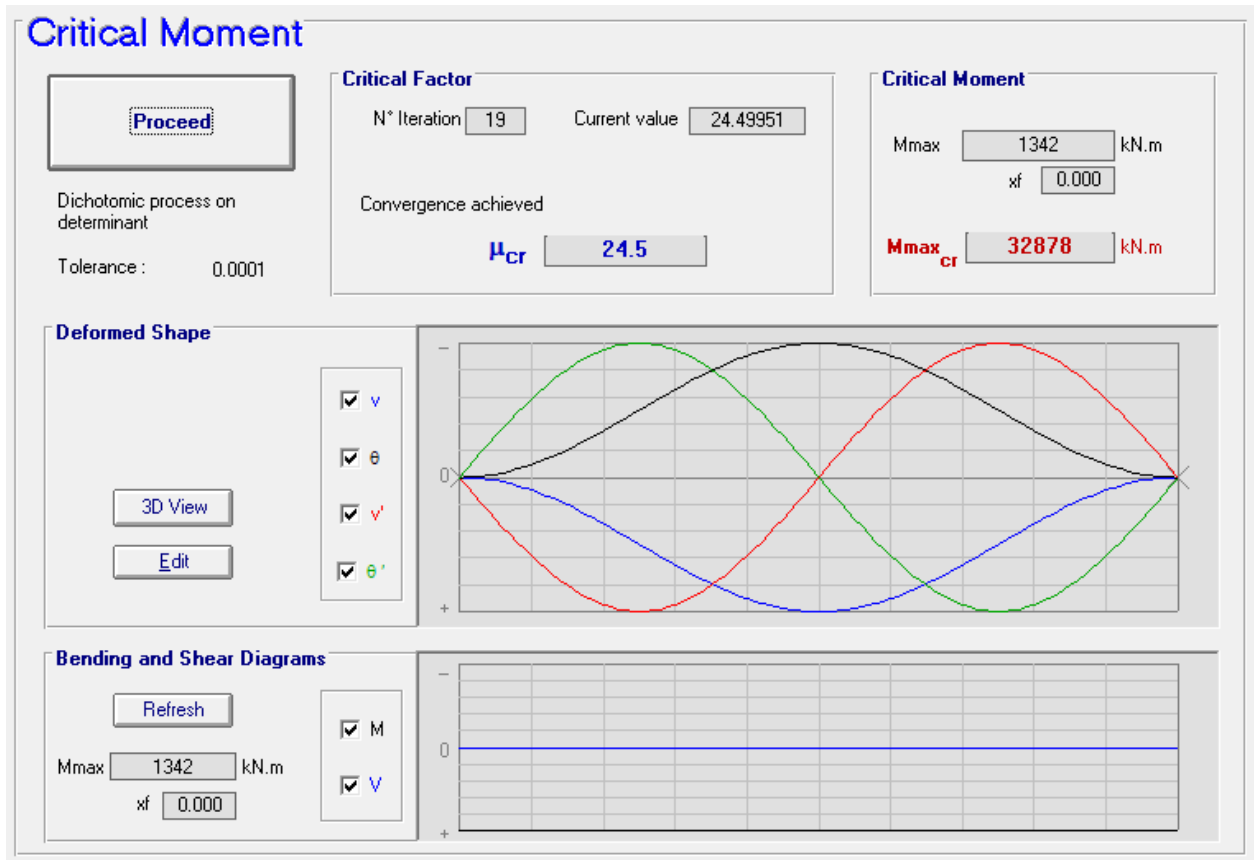 Critical Moment
Proceed
Dichotomic process on
determinant
Tolerance : 0.0001
Critical Factor
N° Iteration 19 Current value 24.49951
Convergence achieved
μcr 24.5
Critical Moment
Mmax 1342 kN.m
xf 0.000
Mmax cr 32878 kN.m
Deformed Shape
v
θ
v'
θ'
3D View
Edit
–
0
+
Bending and Shear Diagrams
Refresh
Mmax 1342 kN.m
xf 0.000
M
V
–
0
+